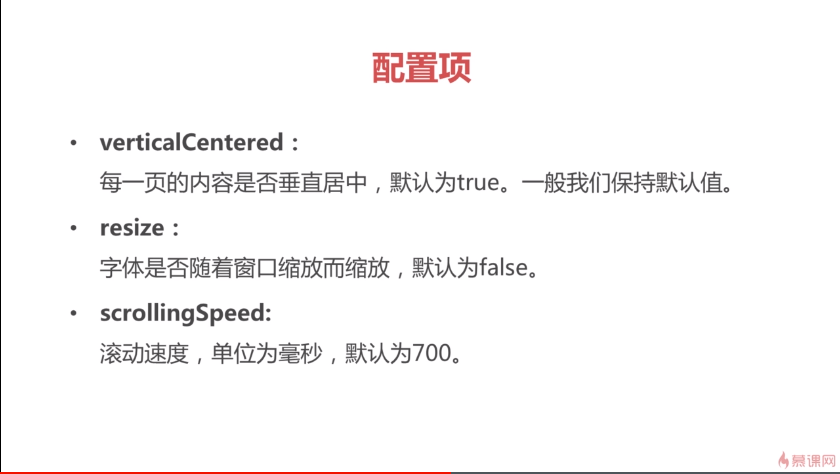 配置项
• verticalCentered：
每一页的内容是否垂直居中，默认为true。一般我们保持默认值。
• resize：
字体是否随着窗口缩放而缩放，默认为false。
• scrollingSpeed:
滚动速度，单位为毫秒，默认为700。
慕课网